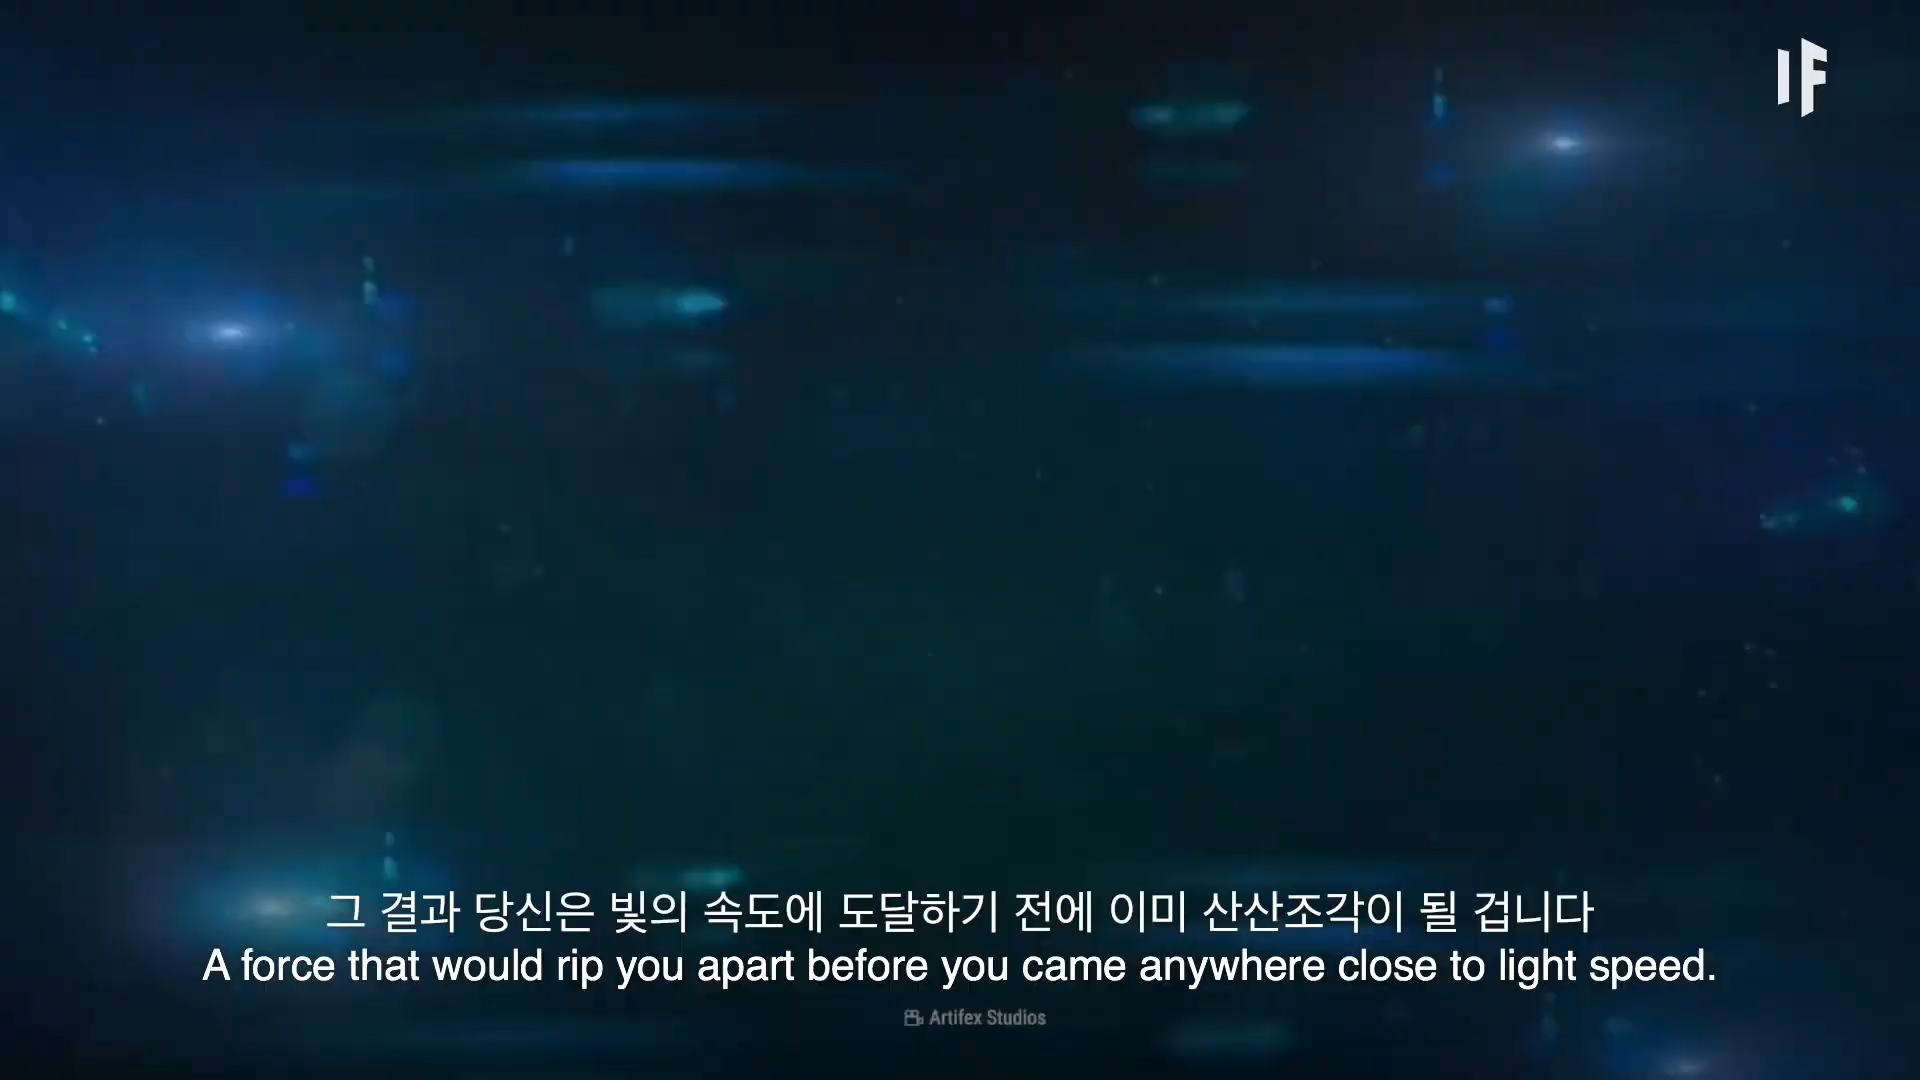 IF
그 결과 당신은 빛의 속도에 도달하기 전에 이미 산산조각이 될 겁니다
A force that would rip you apart before you came anywhere close to light speed.
Artifex Studios